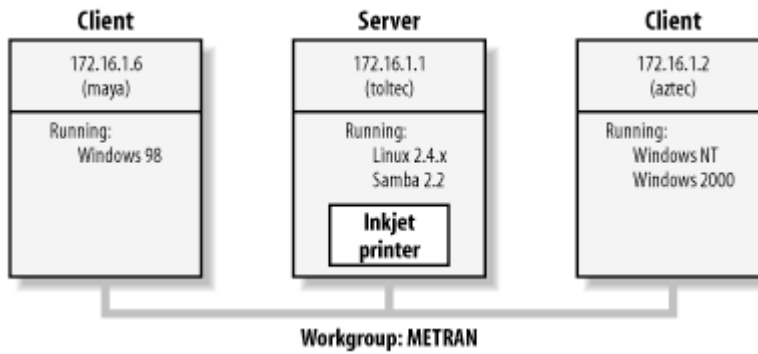 Client
172.16.1.6
(maya)
Running:
Windows 98
Server
172.16.1.1
(toltec)
Running:
Linux 2.4.x
Samba 2.2
Inkjet
printer
Client
172.16.1.2
(aztec)
Running:
Windows NT
Windows 2000
Workgroup: METRAN